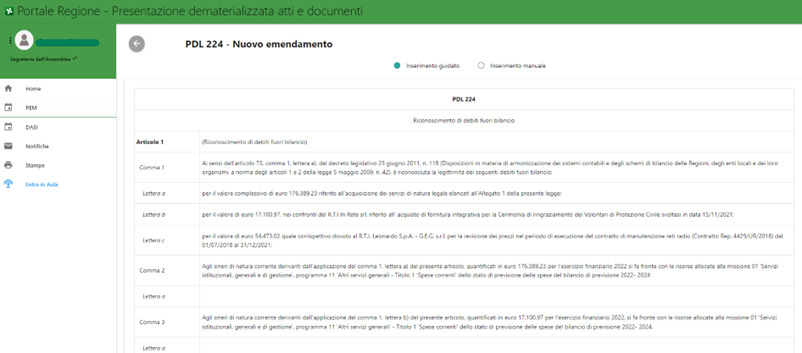 Portale Regione - Presentazione dematerializzata atti e documenti
Segreteria dell'Assemblea
Home
PEM
DASI
Notifiche
Stampe
Entra in Aula
PDL 224 - Nuovo emendamento
Inserimento guidato
Inserimento manuale
PDL 224
Riconoscimento di debiti fuori bilancio
Articolo 1
(Riconoscimento di debiti fuori bilancio)
Comma 1
Ai sensi dell'articolo 73, comma 1, lettera e), del decreto legislativo 23 giugno 2011, n. 118 (Disposizioni in materia di armonizzazione dei sistemi contabili e degli schemi di bilancio delle Regioni, degli enti locali e dei loro
organismi, a norma degli articoli 1 e 2 della legge 5 maggio 2009, n. 42), è riconosciuta la legittimità dei seguenti debiti fuori bilancio:
Lettera a
per il valore complessivo di euro 176.389,23 riferito all'acquisizione dei servizi di natura legale elencati all'Allegato 1 della presente legge;
Lettera b
per il valore di euro 17.100,97, nei confronti del R.T.I In Rete srl, riferito all' acquisto di fornitura integrativa per la Cerimonia di ringraziamento dei Volontari di Protezione Civile svoltasi in data 15/11/2021;
Lettera c
per il valore di euro 54.473,02 quale corrispettivo dovuto al R.T.I. Leonardo S.p.A. - G.E.G. s.r.l. per la revisione dei prezzi nel periodo di esecuzione del contratto di manutenzione reti radio (Contratto Rep. 4429/UR/2018) dal
01/07/2018 al 31/12/2021;
Comma 2
Agli oneri di natura corrente derivanti dall'applicazione del comma 1, lettera a) del presente articolo, quantificati in euro 176.389,23 per l'esercizio finanziario 2022 si fa fronte con le risorse allocate alla missione 01 'Servizi
istituzionali, generali e di gestione', programma 11 'Altri servizi generali' - Titolo 1 'Spese correnti' dello stato di previsione delle spese del bilancio di previsione 2022- 2024
Lettera a
Comma 3
Agli oneri di natura corrente derivanti dall'applicazione del comma 1, lettera b) del presente articolo, quantificati in euro 17.100,97 per l'esercizio finanziario 2022, si fa fronte con le risorse allocate alla missione 01 'Servizi
istituzionali, generali e di gestione', programma 11 'Altri servizi generali' - Titolo 1 'Spese correnti' dello stato di previsione delle spese del bilancio di previsione 2022- 2024.
Lettera a